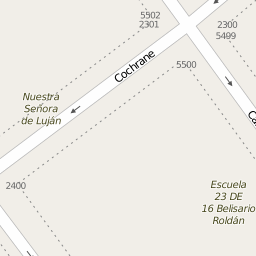 5502
2301
2300
5499
Cochrane
5500
Nuestra
Señora
de Luján
2400
Escuela
23 DE
16 Belisario
Roldán